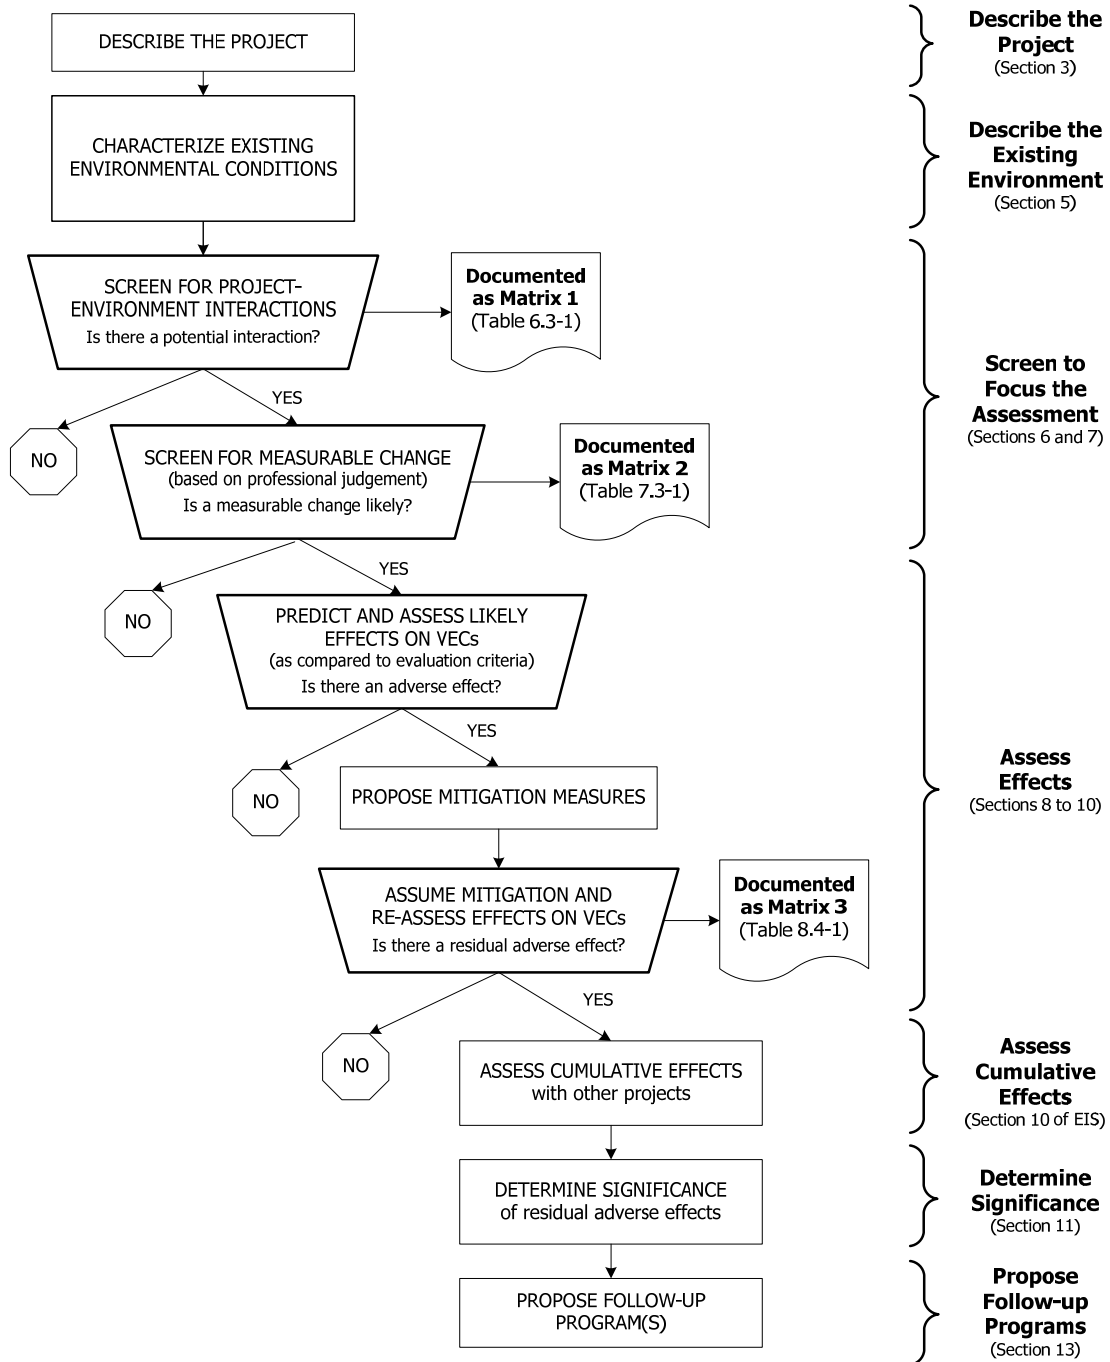 DESCRIBE THE PROJECT
Describe the
Project
(Section 3)
CHARACTERIZE EXISTING
ENVIRONMENTAL CONDITIONS
Describe the
Existing
Environment
(Section 5)
SCREEN FOR PROJECT-
ENVIRONMENT INTERACTIONS
Is there a potential interaction?
Documented
as Matrix 1
(Table 6.3-1)
YES
NO
Screen to
Focus the
Assessment
(Sections 6 and 7)
SCREEN FOR MEASURABLE CHANGE
(based on professional judgement)
Is a measurable change likely?
Documented
as Matrix 2
(Table 7.3-1)
YES
NO
PREDICT AND ASSESS LIKELY
EFFECTS ON VECs
(as compared to evaluation criteria)
Is there an adverse effect?
YES
NO
PROPOSE MITIGATION MEASURES
Assess
Effects
(Sections 8 to 10)
ASSUME MITIGATION AND
RE-ASSESS EFFECTS ON VECs
Is there a residual adverse effect?
Documented
as Matrix 3
(Table 8.4-1)
YES
NO
ASSESS CUMULATIVE EFFECTS
with other projects
Assess
Cumulative
Effects
(Section 10 of EIS)
DETERMINE SIGNIFICANCE
of residual adverse effects
Determine
Significance
(Section 11)
PROPOSE FOLLOW-UP
PROGRAM(S)
Propose
Follow-up
Programs
(Section 13)